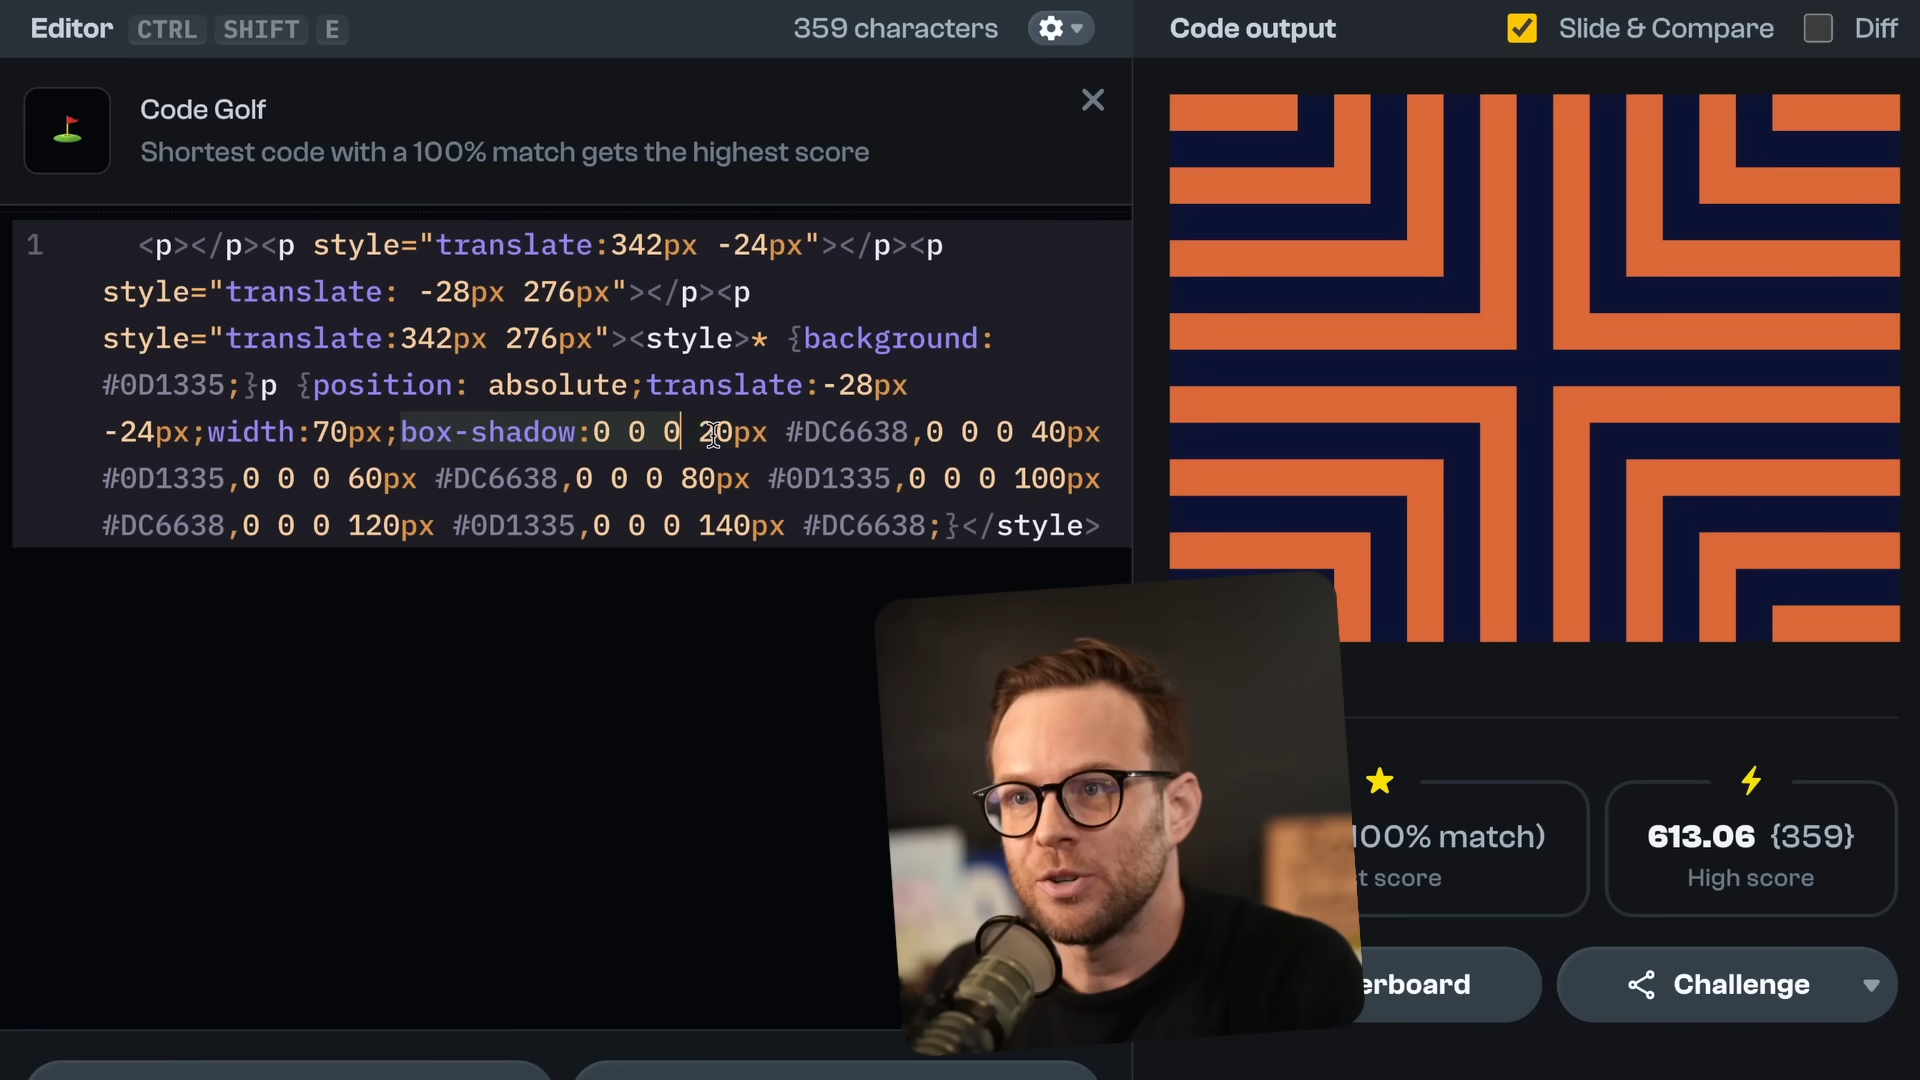 Editor CTRL SHIFT E 359 characters
Code Golf
Shortest code with a 100% match gets the highest score
1 <p></p><p style="translate:342px -24px"></p><p
style="translate: -28px 276px"></p><p
style="translate:342px 276px"><style>* {background:
#0D1335;}p {position: absolute;translate:-28px
-24px;width:70px;box-shadow:0 0 0 20px #DC6638,0 0 0 40px
#0D1335,0 0 0 60px #DC6638,0 0 0 80px #0D1335,0 0 0 100px
#DC6638,0 0 0 120px #0D1335,0 0 0 140px #DC6638;}</style>
Code output Slide & Compare Diff
100% match)
t score
613.06 {359}
High score
erboard
Challenge